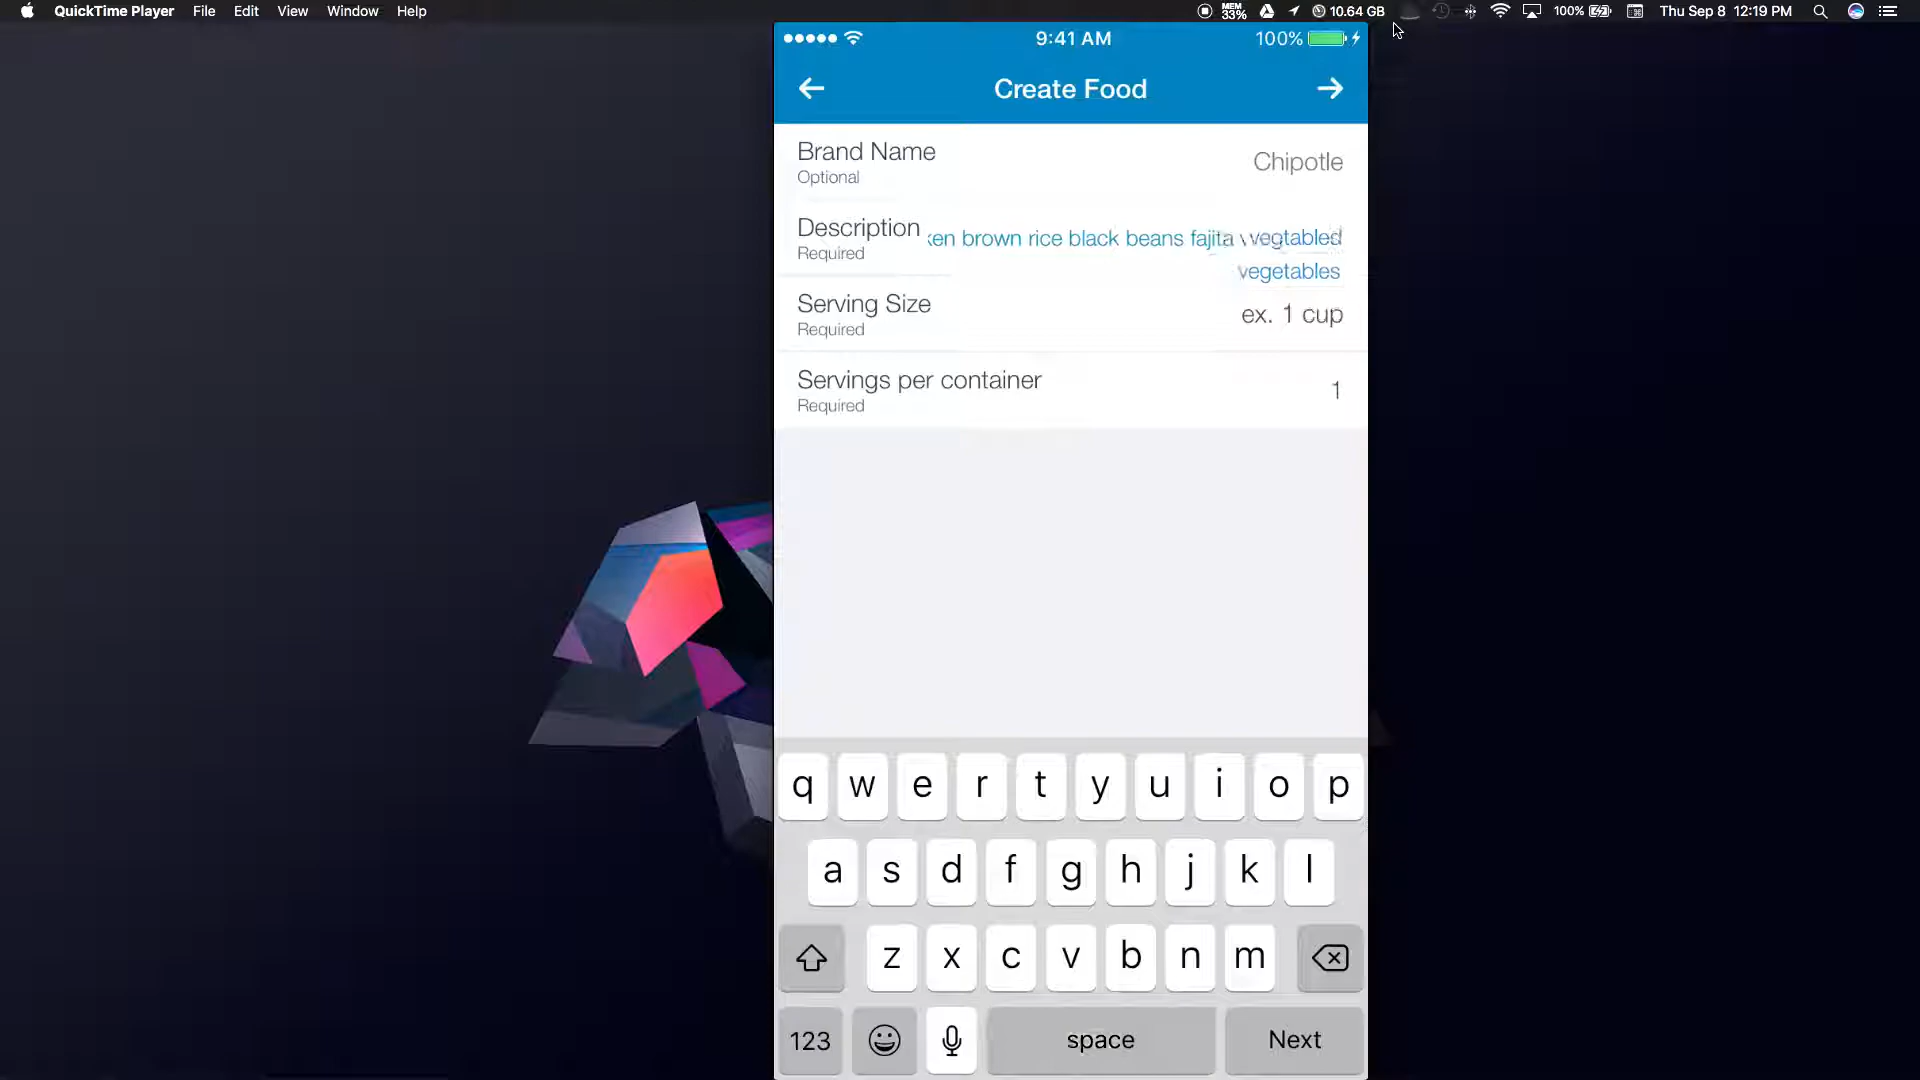 QuickTime Player File Edit View Window Help MEM 33% 10.64 GB 100% Thu Sep 8 12:19 PM
9:41 AM 100%
Create Food
Brand Name Chipotle
Optional
Description ken brown rice black beans fajita vegtabled
Required
vegetables
Serving Size ex. 1 cup
Required
Servings per container 1
Required
q w e r t y u i o p
a s d f g h j k l
z x c v b n m
123 space Next